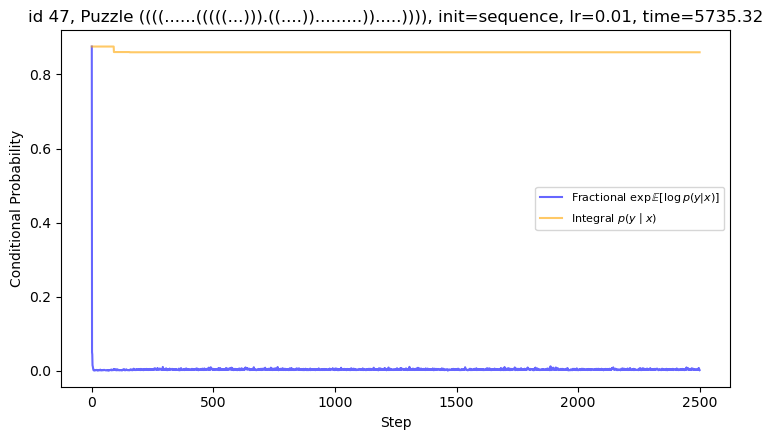 id 47, Puzzle ((((......(((((...))).((....)).........)).....)))), init=sequence, lr=0.01, time=5735.32
Conditional Probability
0.8
0.6
0.4
0.2
0.0
Fractional exp𝔼[log p(y|x)]
Integral p(y | x)
0 500 1000 1500 2000 2500
Step